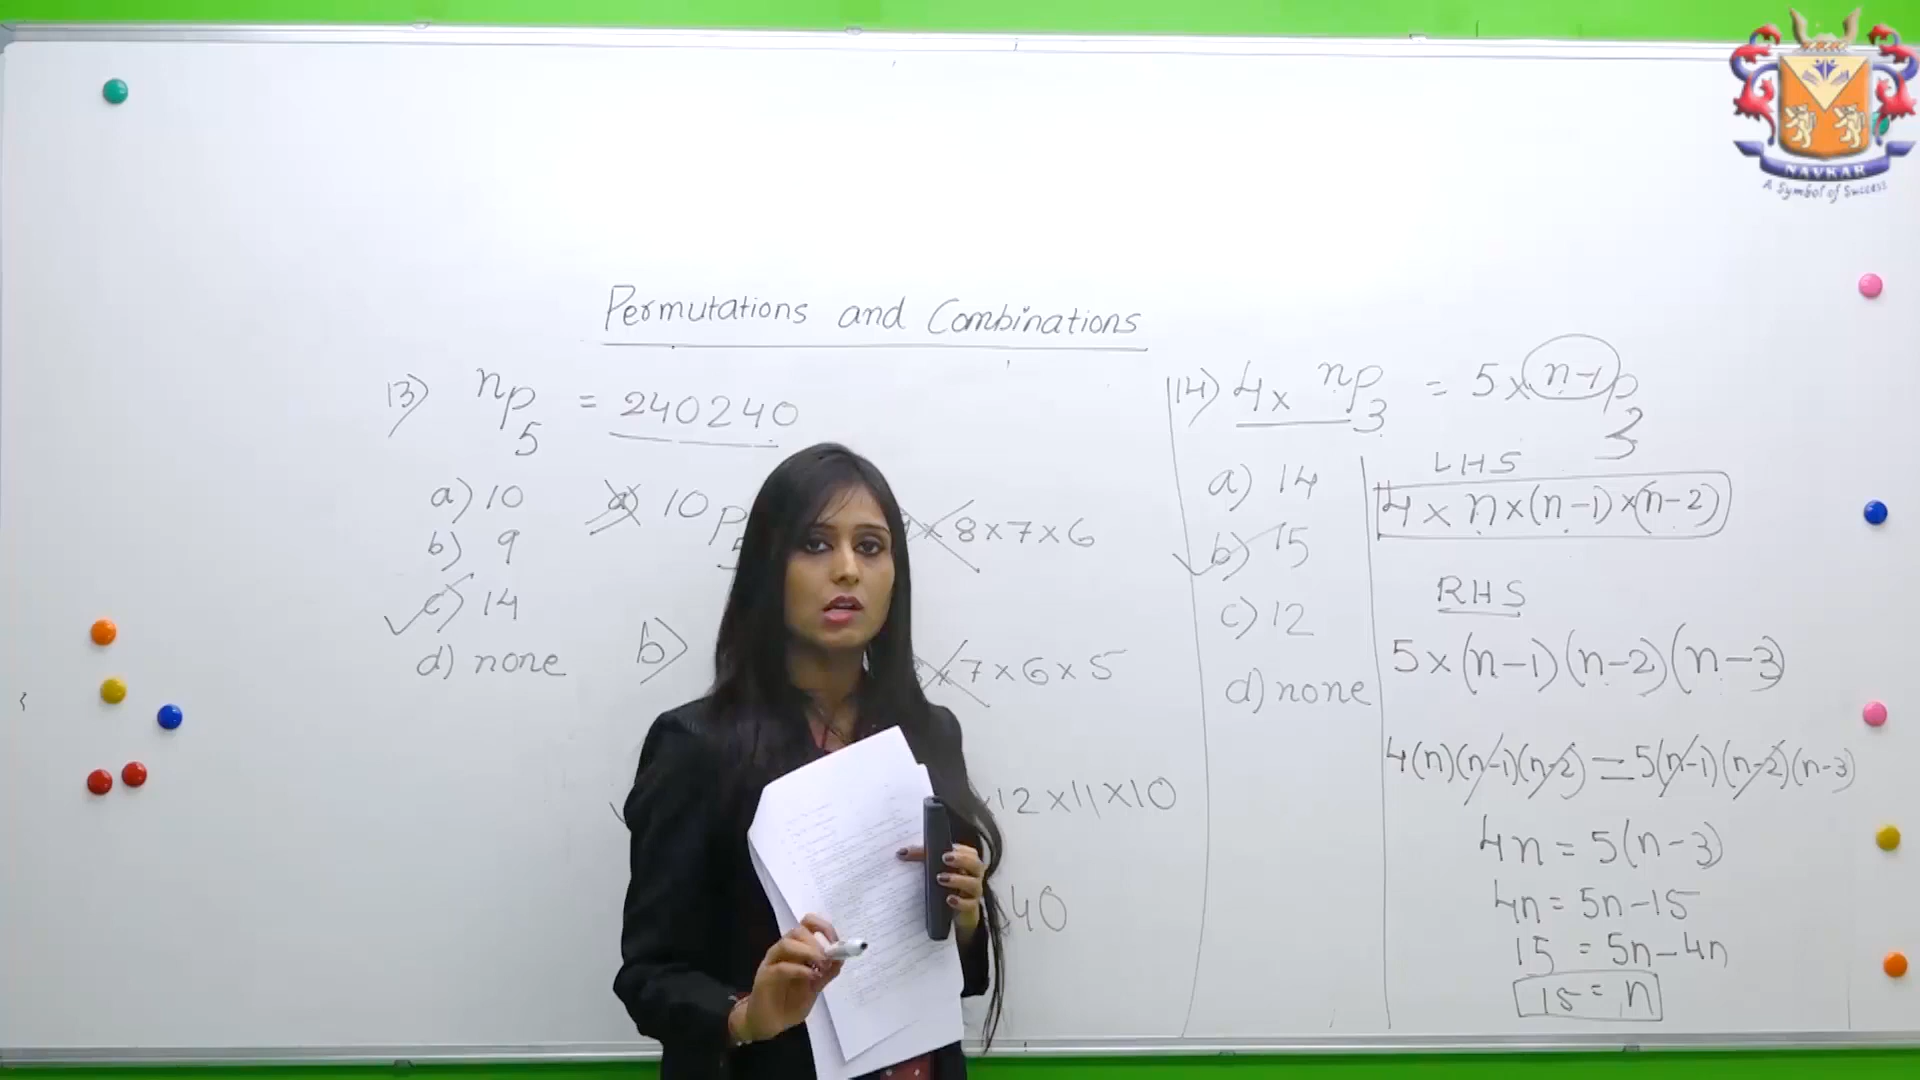 NAVKAR
A Symbol of Success
Permutations and Combinations
13) nP5 = 240240
a) 10
b) 9
c) 14
d) none
a) 10P
8×7×6
b)
7×6×5
12×11×10
40
14) 4× nP3 = 5× n-1P3
a) 14
b) 15
c) 12
d) none
LHS
4×n×(n-1)×(n-2)
RHS
5×(n-1)(n-2)(n-3)
4(n)(n-1)(n-2)=5(n-1)(n-2)(n-3)
4n = 5(n-3)
4n = 5n-15
15 = 5n-4n
15 = n